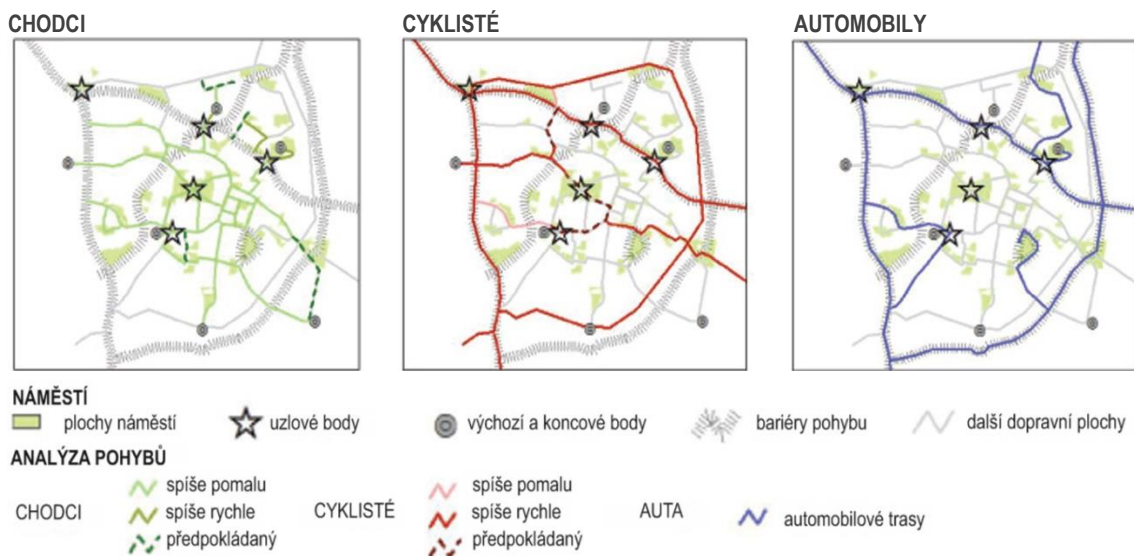 CHODCI
CYKLISTÉ
AUTOMOBILY
NÁMĚSTÍ
plochy náměstí
uzlové body
výchozí a koncové body
bariéry pohybu
další dopravní plochy
ANALÝZA POHYBŮ
CHODCI
spíše pomalu
spíše rychle
předpokládaný
CYKLISTÉ
spíše pomalu
spíše rychle
předpokládaný
AUTA
automobilové trasy